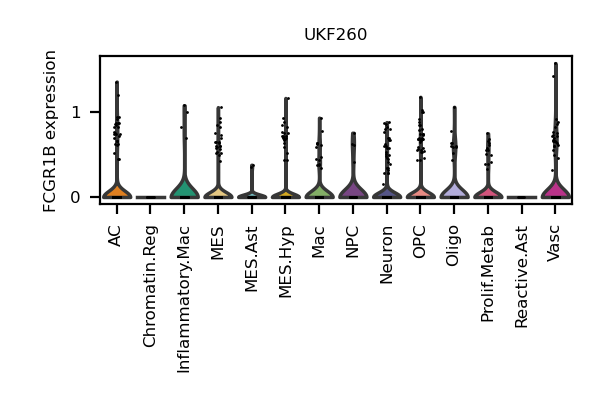 UKF260
FCGR1B expression
1
0
AC
Chromatin.Reg
Inflammatory.Mac
MES
MES.Ast
MES.Hyp
Mac
NPC
Neuron
OPC
Oligo
Prolif.Metab
Reactive.Ast
Vasc